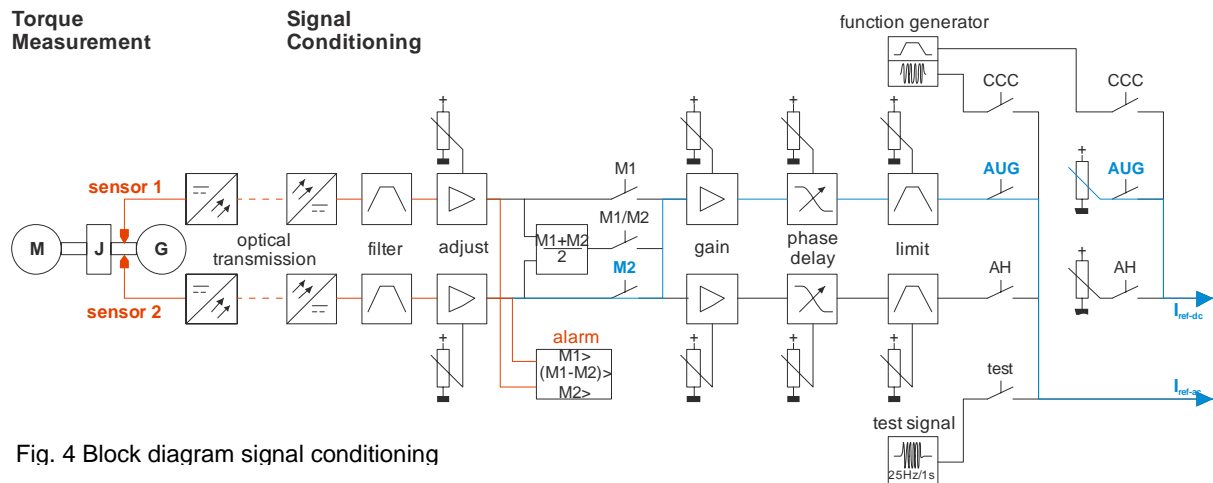 Torque
Measurement
Signal
Conditioning
function generator
CCC
CCC
+
+
+
+
sensor 1
M1
AUG
+
AUG
M
J
G
optical
transmission
filter
adjust
M1+M2
2
M1/M2
gain
phase
delay
limit
M2
AH
+
AH
sensor 2
I ref-dc
+
alarm
M1>
(M1-M2)>
M2>
+
+
+
test
I ref-ac
test signal
25Hz/1s
Fig. 4 Block diagram signal conditioning